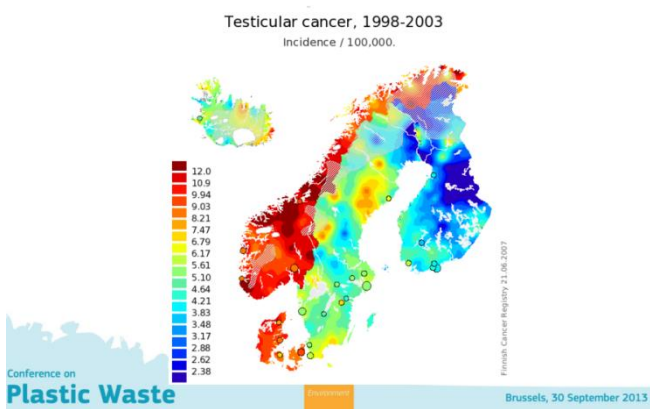 Testicular cancer, 1998-2003
Incidence / 100,000.
12.0
10.9
9.94
9.03
8.21
7.47
6.79
6.17
5.61
5.10
4.64
4.21
3.83
3.48
3.17
2.88
2.62
2.38
Finnish Cancer Registry 21.06.2007
Conference on
Plastic Waste
Environment
Brussels, 30 September 2013